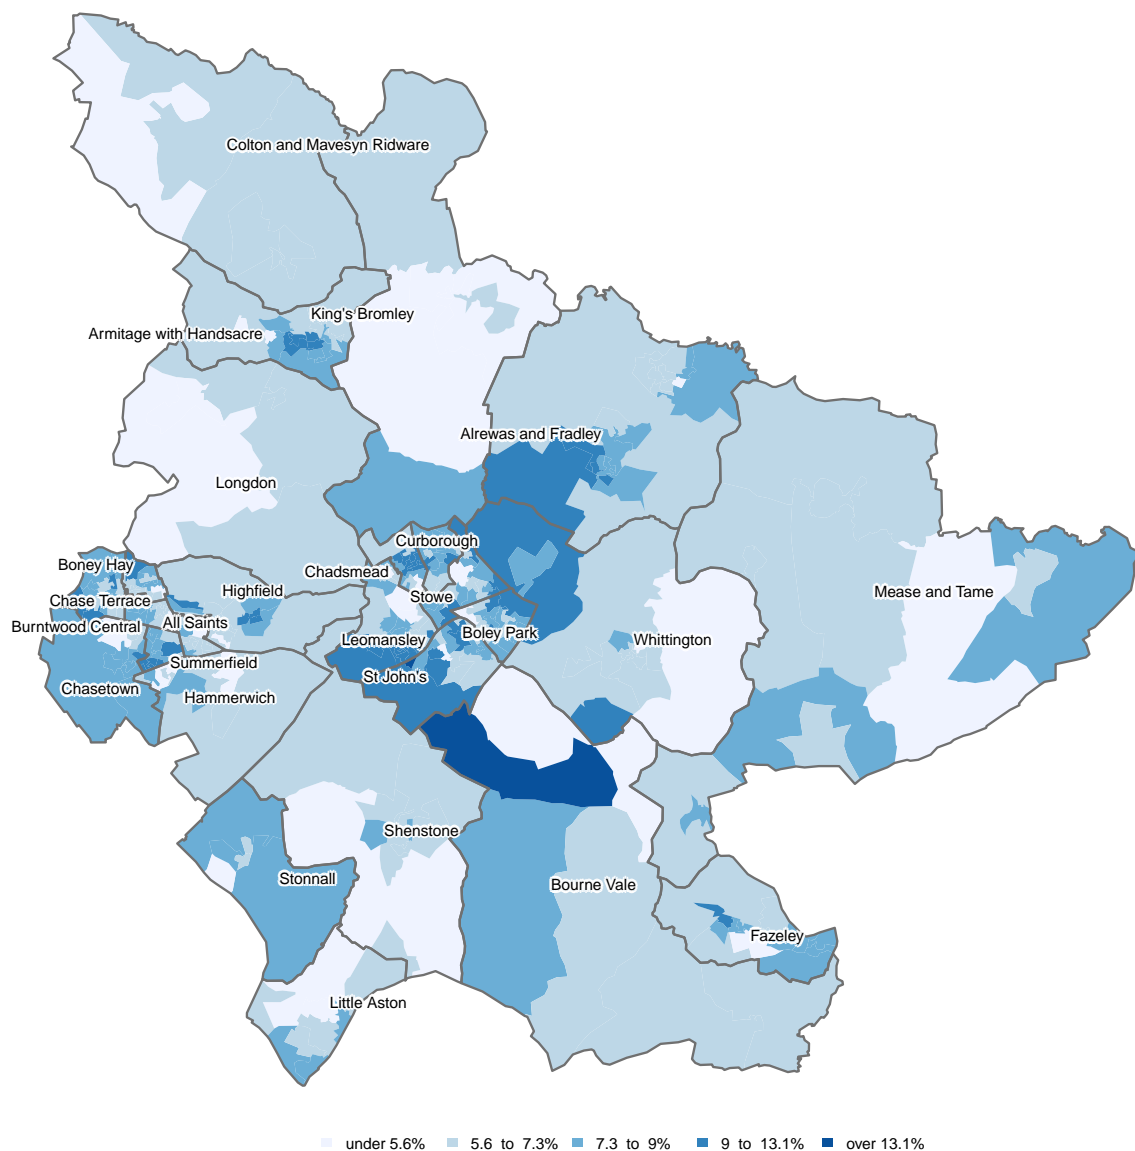 Colton and Mavesyn Ridware
King's Bromley
Armitage with Handsacre
Alrewas and Fradley
Longdon
Curborough
Boney Hay
Chadsmead
Highfield
Mease and Tame
Chase Terrace
Stowe
Burntwood Central
All Saints
Boley Park
Leomansley
Whittington
Summerfield
St John's
Chasetown
Hammerwich
Shenstone
Stonnall
Bourne Vale
Fazeley
Little Aston
under 5.6% 5.6 to 7.3% 7.3 to 9% 9 to 13.1% over 13.1%